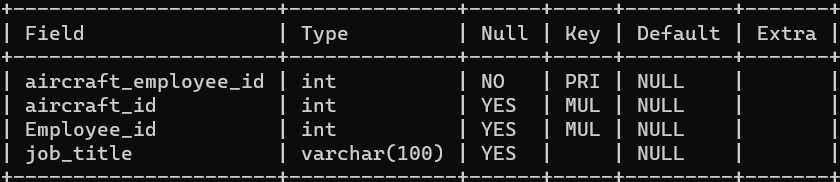 +----------------------+--------------+------+-----+---------+-------+
| Field                | Type         | Null | Key | Default | Extra |
+----------------------+--------------+------+-----+---------+-------+
| aircraft_employee_id | int          | NO   | PRI | NULL    |       |
| aircraft_id          | int          | YES  | MUL | NULL    |       |
| Employee_id          | int          | YES  | MUL | NULL    |       |
| job_title            | varchar(100) | YES  |     | NULL    |       |
+----------------------+--------------+------+-----+---------+-------+